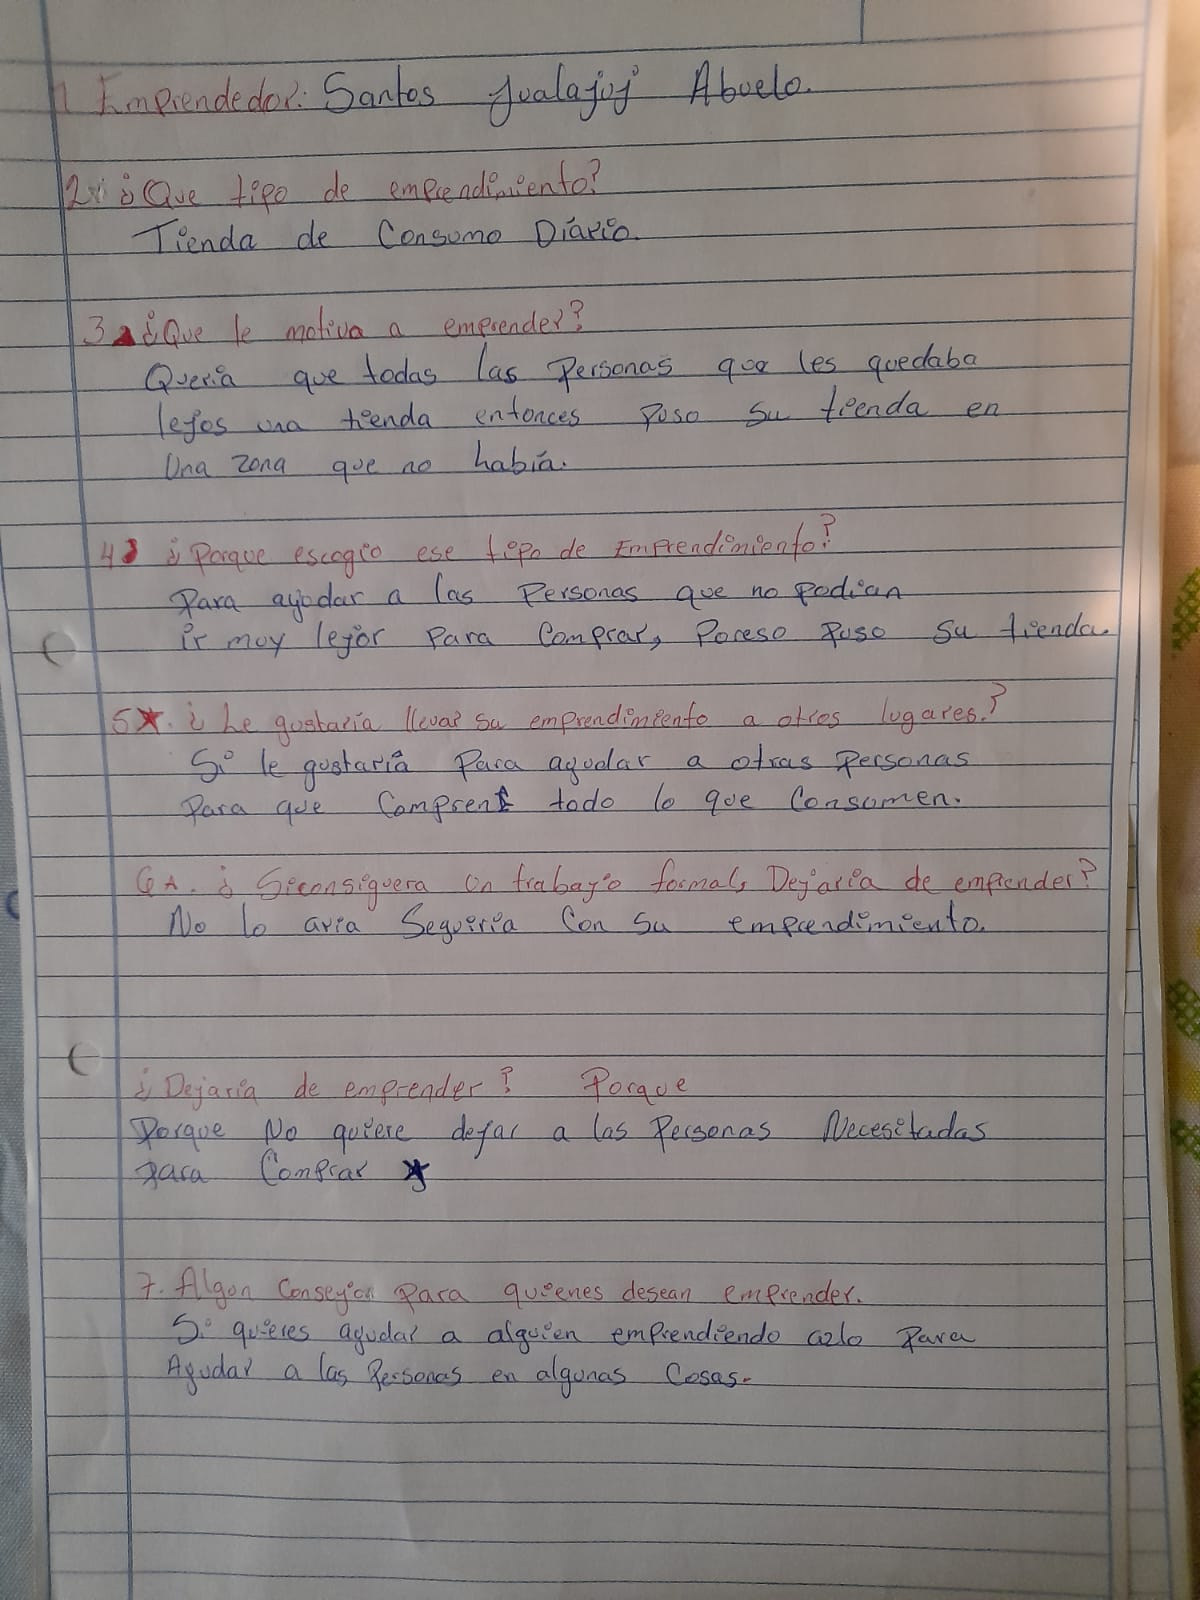 1 Emprendedor: Santos Jualajuj Abuelo.
2. ¿Que tipo de emprendimiento?
Tienda de Consumo Diario.
3 ¿Que le motiva a emprender?
Quería que todas las Personas que les quedaba
lejos una tienda entonces puso su tienda en
Una zona que no había.
4 ¿Porque escogio ese tipo de Emprendimiento?
Para ayudar a las Personas que no podian
ir muy lejor Para Comprar, Poreso Puso su tienda.
5. ¿Le gustaría llevar su emprendimiento a otros lugares?
Si le gustaría Para ayudar a otras Personas
Para que Compren todo lo que Consumen.
6A. ¿Siconsiguera un trabajio formal, Dejaria de emprender?
No lo aria Seguiria Con su emprendimiento.
¿Dejaría de emprender? Porque
Porque No quiere dejar a las Personas Necesitadas
para Comprar
7. Algun Consejo Para quienes desean emprender.
Si quieres ayudar a alguien emprendiendo azlo Para
Ayudar a las Personas en algunas Cosas.